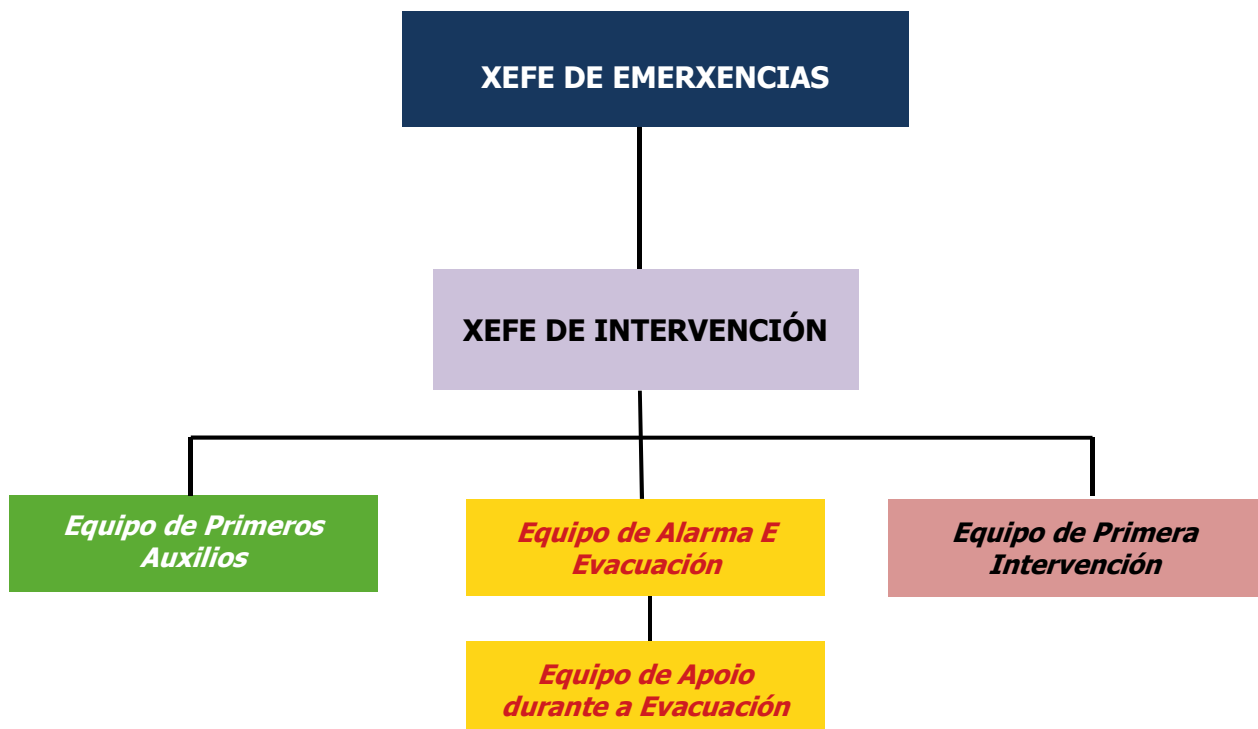 XEFE DE EMERXENCIAS
XEFE DE INTERVENCIÓN
Equipo de Primeros
Auxilios
Equipo de Alarma E
Evacuación
Equipo de Primera
Intervención
Equipo de Apoio
durante a Evacuación